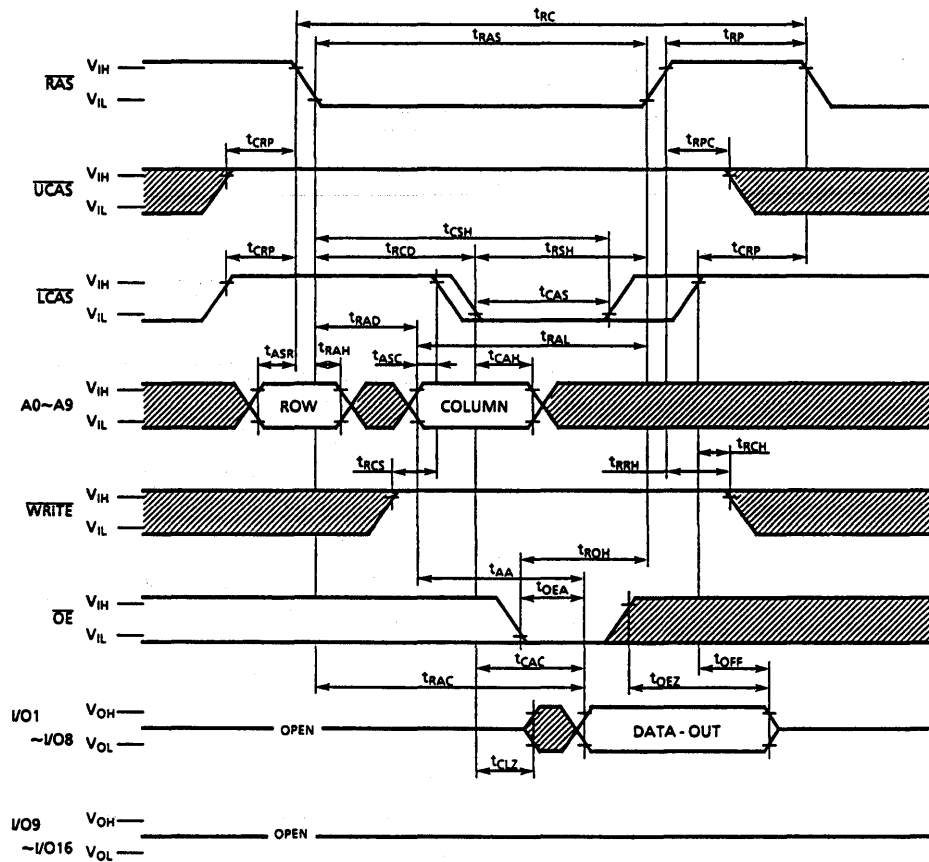 tRC
tRAS tRP
RAS VIH
VIL
tCRP tRPC
UCAS VIH
VIL
tCSH
tCRP tRCD tRSH tCRP
LCAS VIH
VIL
tCAS
tRAD tRAL
tASR tRAH tASC tCAH
A0~A9 VIH
VIL
ROW COLUMN
tRCS tRRH tRCH
WRITE VIH
VIL
tROH
tAA
tOEA
OE VIH
VIL
tCAC tOFF
tRAC tOEZ
I/O1
~I/O8
VOH
VOL
OPEN DATA - OUT
tCLZ
I/O9
~I/O16
VOH
VOL
OPEN